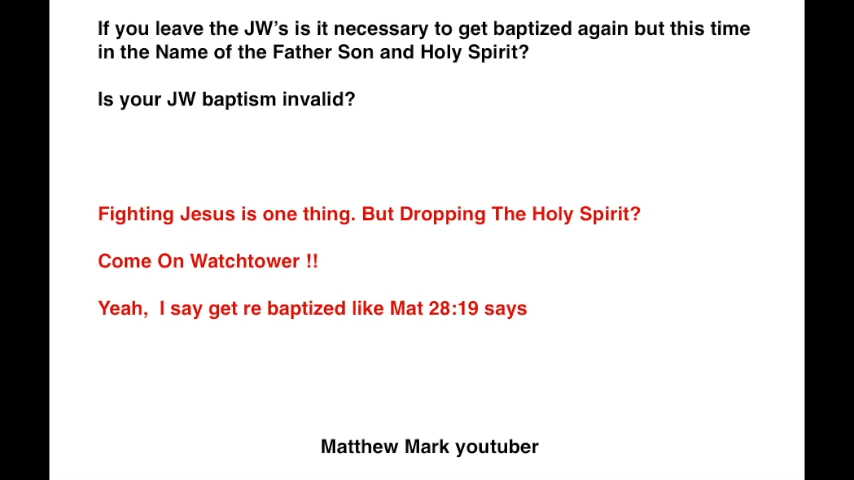 If you leave the JW’s is it necessary to get baptized again but this time
in the Name of the Father Son and Holy Spirit?
Is your JW baptism invalid?
Fighting Jesus is one thing. But Dropping The Holy Spirit?
Come On Watchtower !!
Yeah,  I say get re baptized like Mat 28:19 says
Matthew Mark youtuber